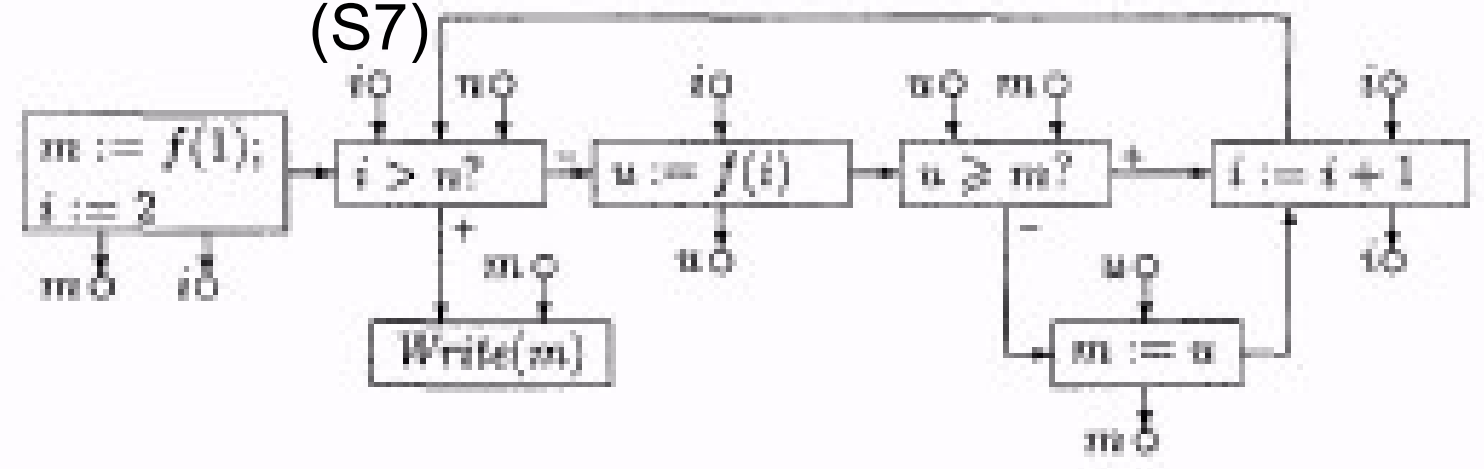 (S7)
i n i u m i
m := f(1);
i := 2
i > n?
-
u := f(i)
u ⩾ m?
+
i := i + 1
m i
+
m
u
-
u
i
Write(m)
m := u
m